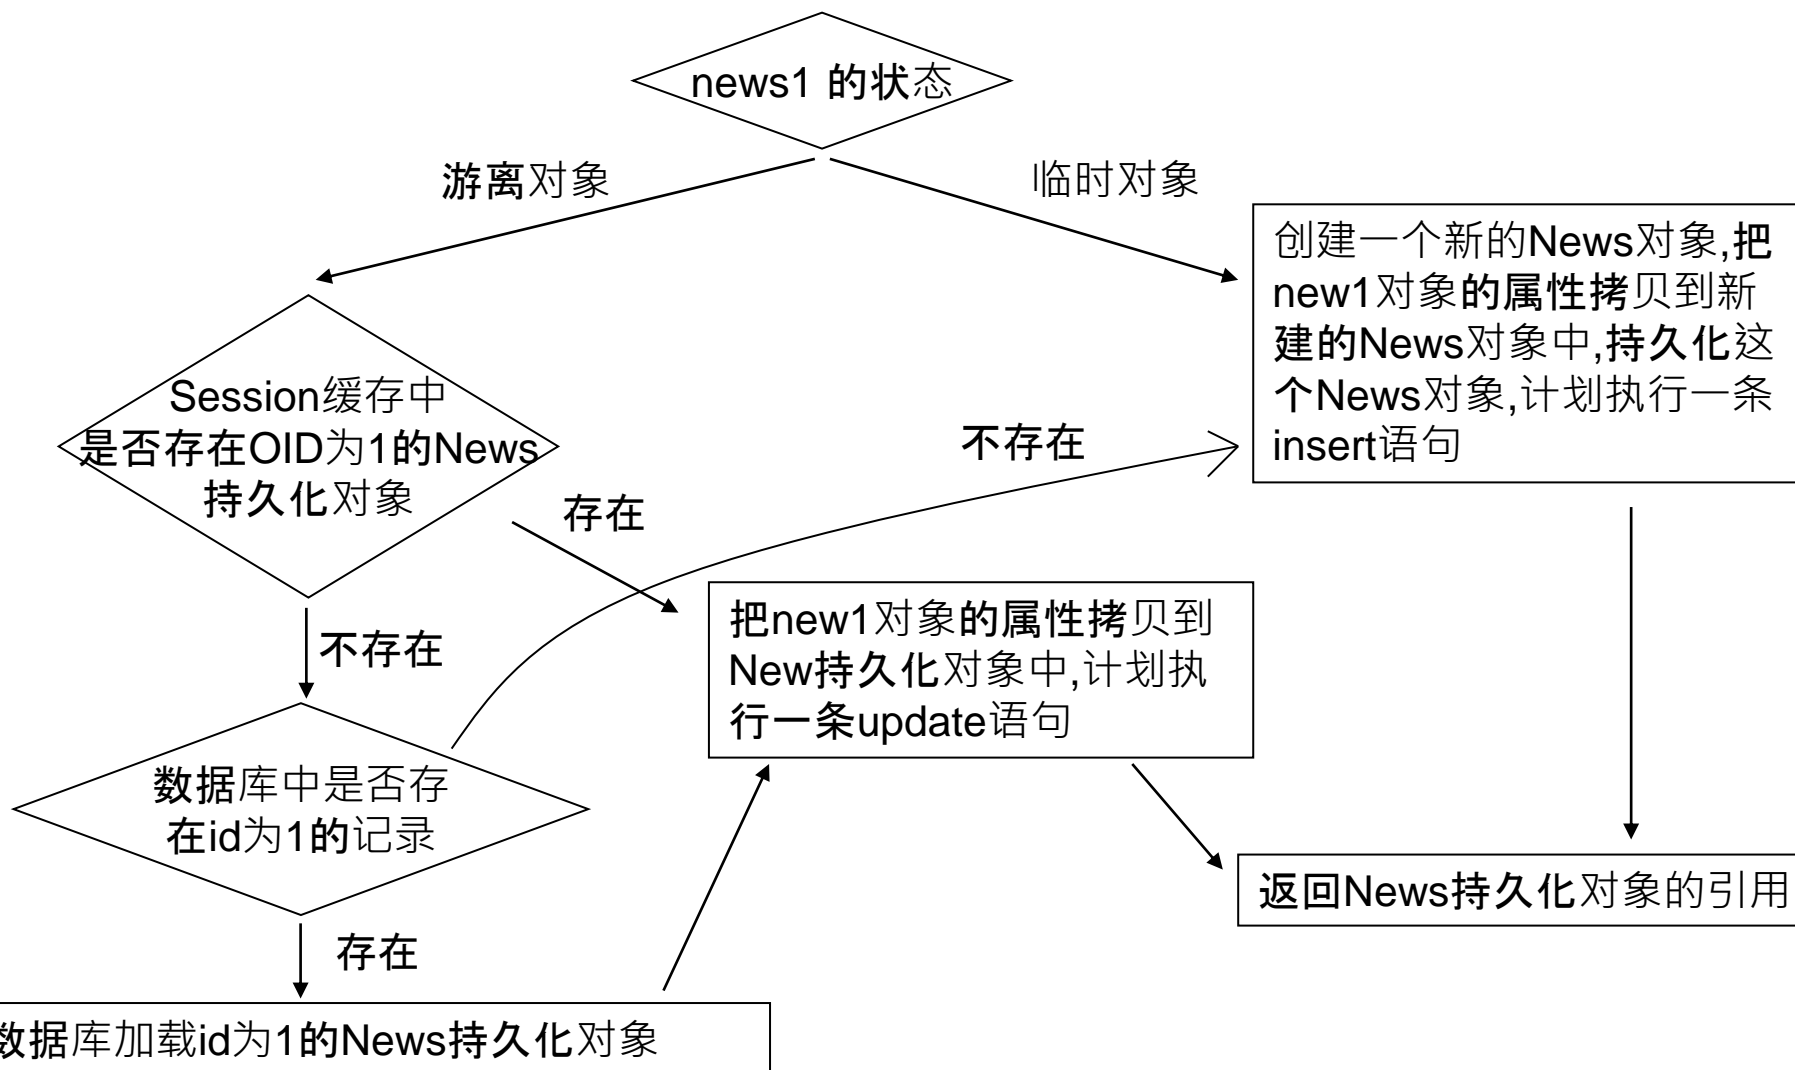 news1 的状态
游离对象
临时对象
创建一个新的News对象,把
new1对象的属性拷贝到新
建的News对象中,持久化这
个News对象,计划执行一条
insert语句
Session缓存中
是否存在OID为1的News
持久化对象
不存在
存在
不存在
把new1对象的属性拷贝到
New持久化对象中,计划执
行一条update语句
数据库中是否存
在id为1的记录
返回News持久化对象的引用
存在
数据库加载id为1的News持久化对象